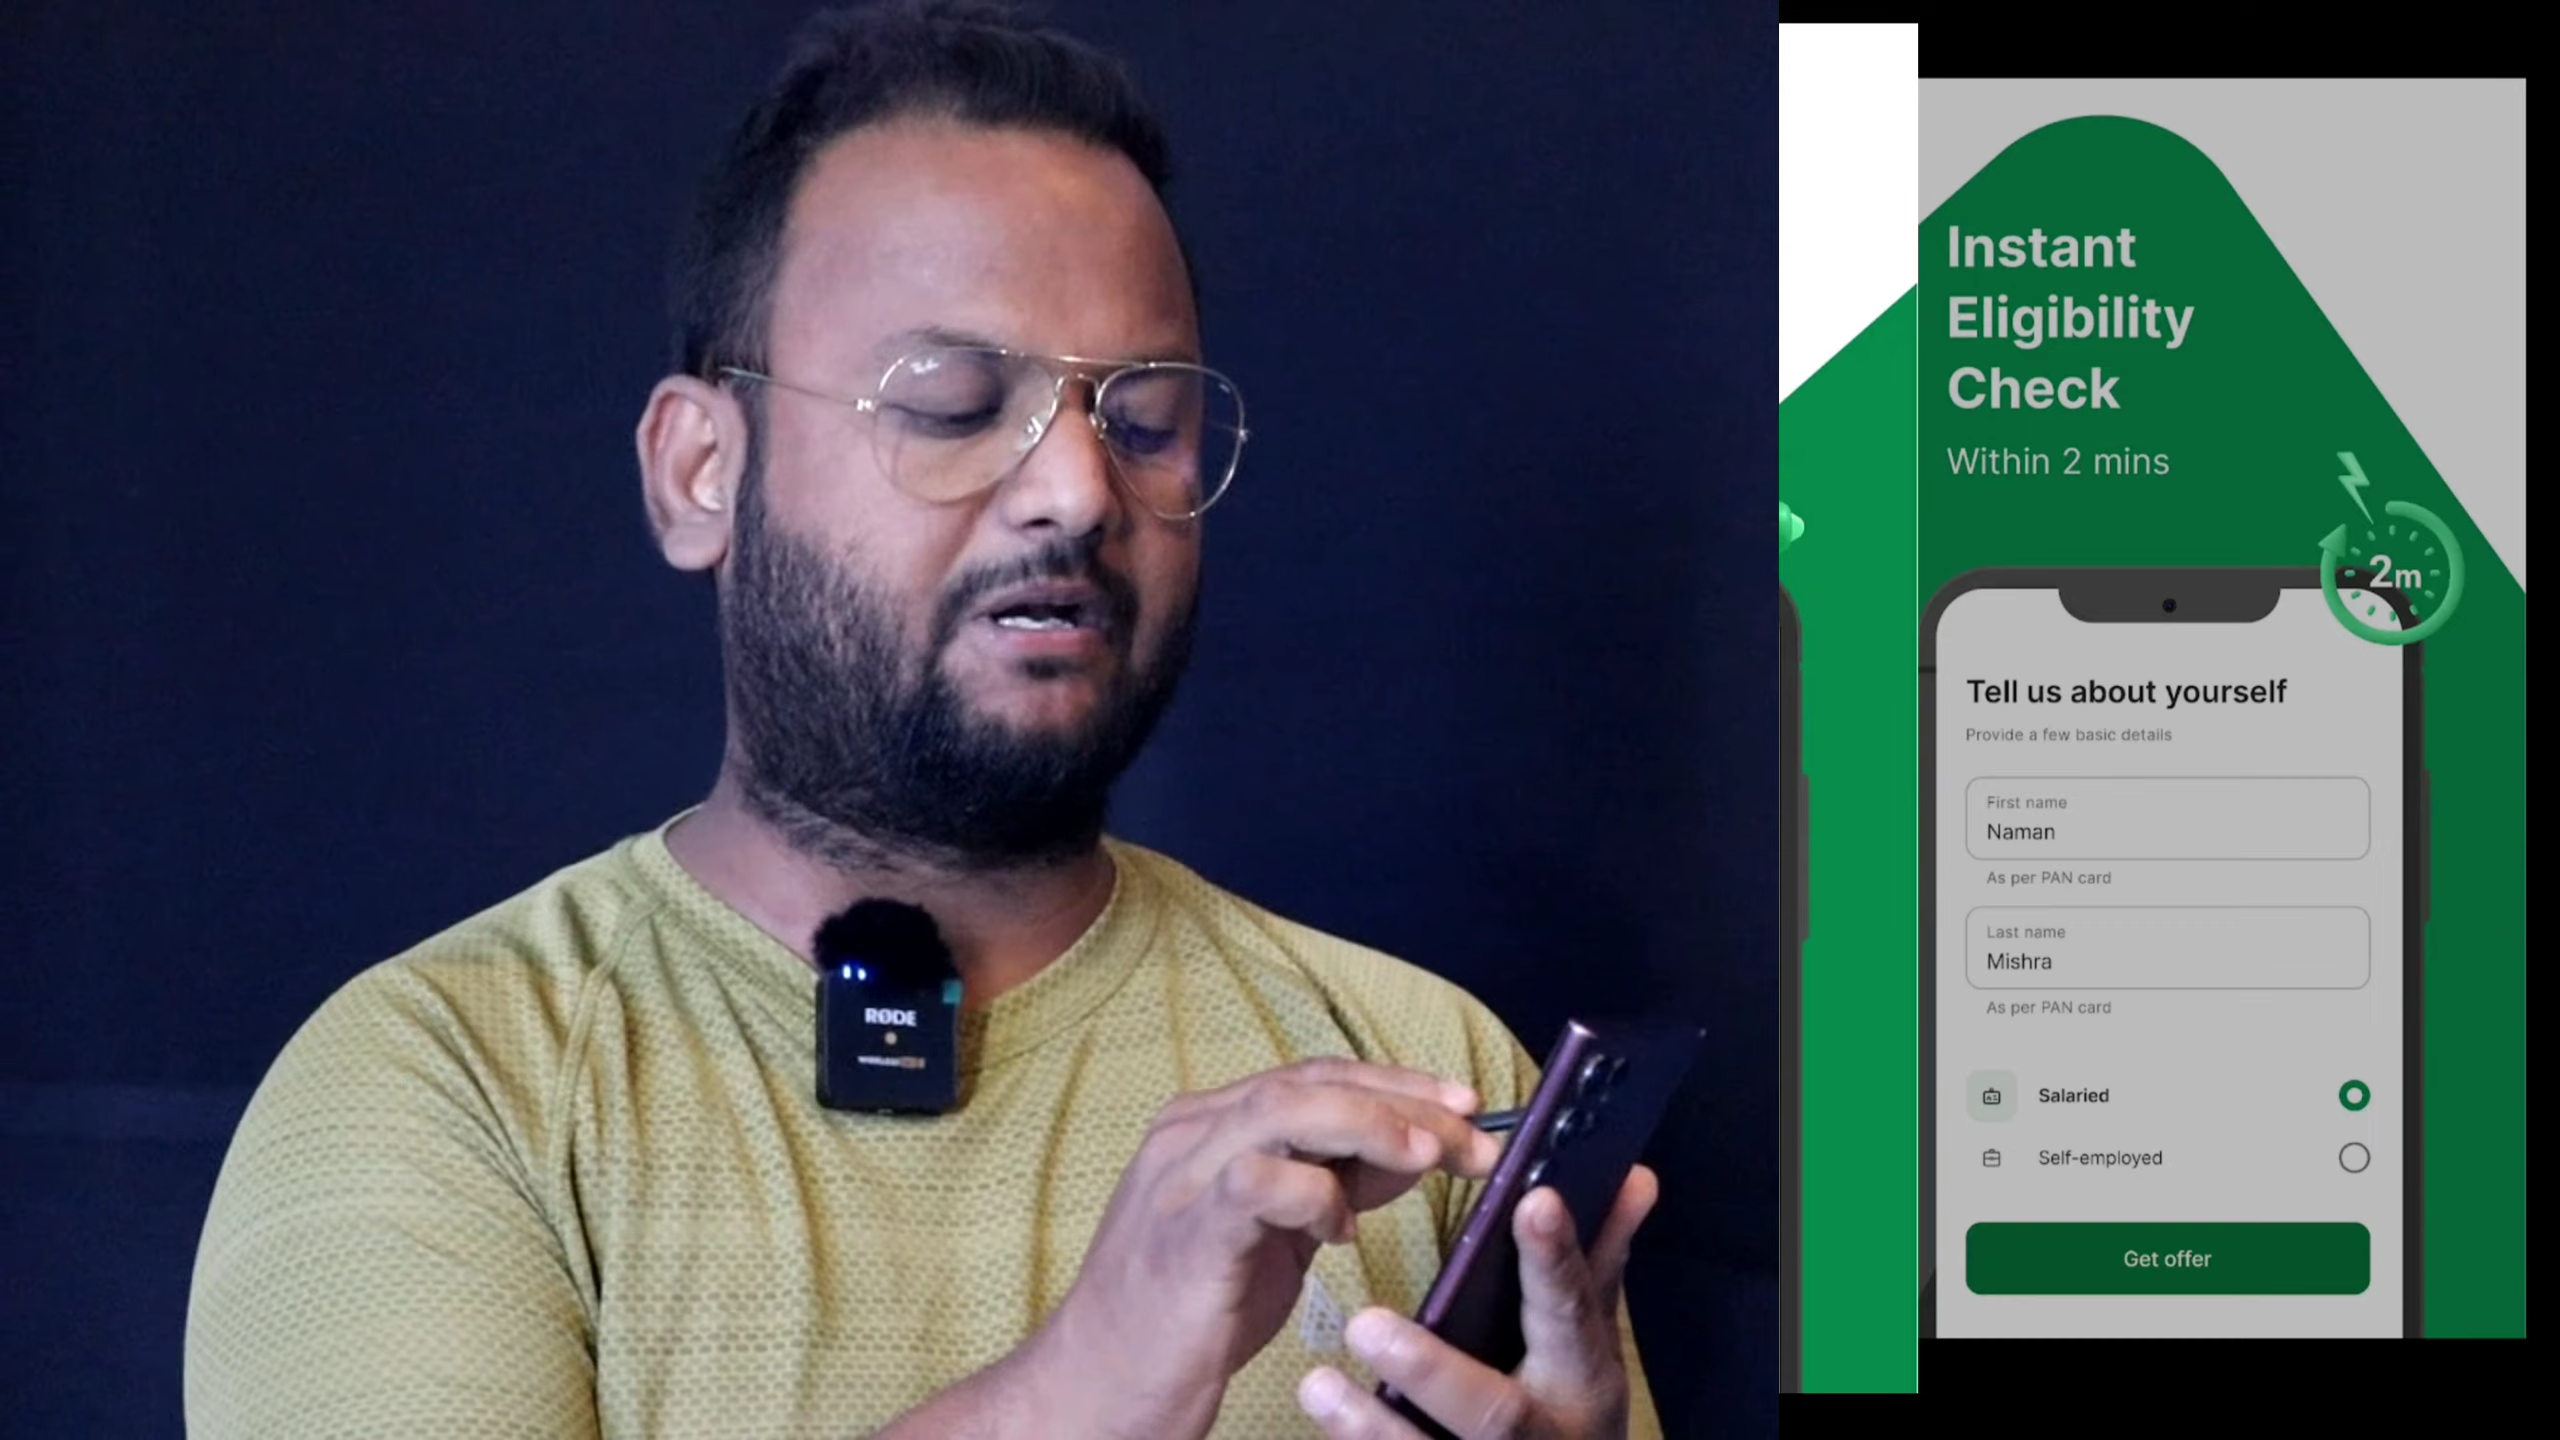 RØDE
Instant
Eligibility
Check
Within 2 mins
2m
Tell us about yourself
Provide a few basic details
First name
Naman
As per PAN card
Last name
Mishra
As per PAN card
Salaried
Self-employed
Get offer